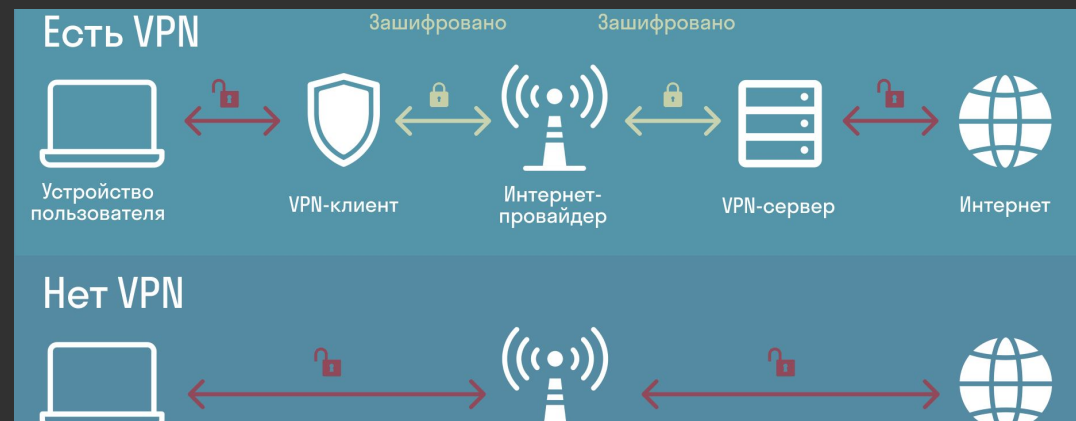 Есть VPN
Зашифровано
Зашифровано
Устройство
пользователя
VPN-клиент
Интернет-
провайдер
VPN-сервер
Интернет
Нет VPN